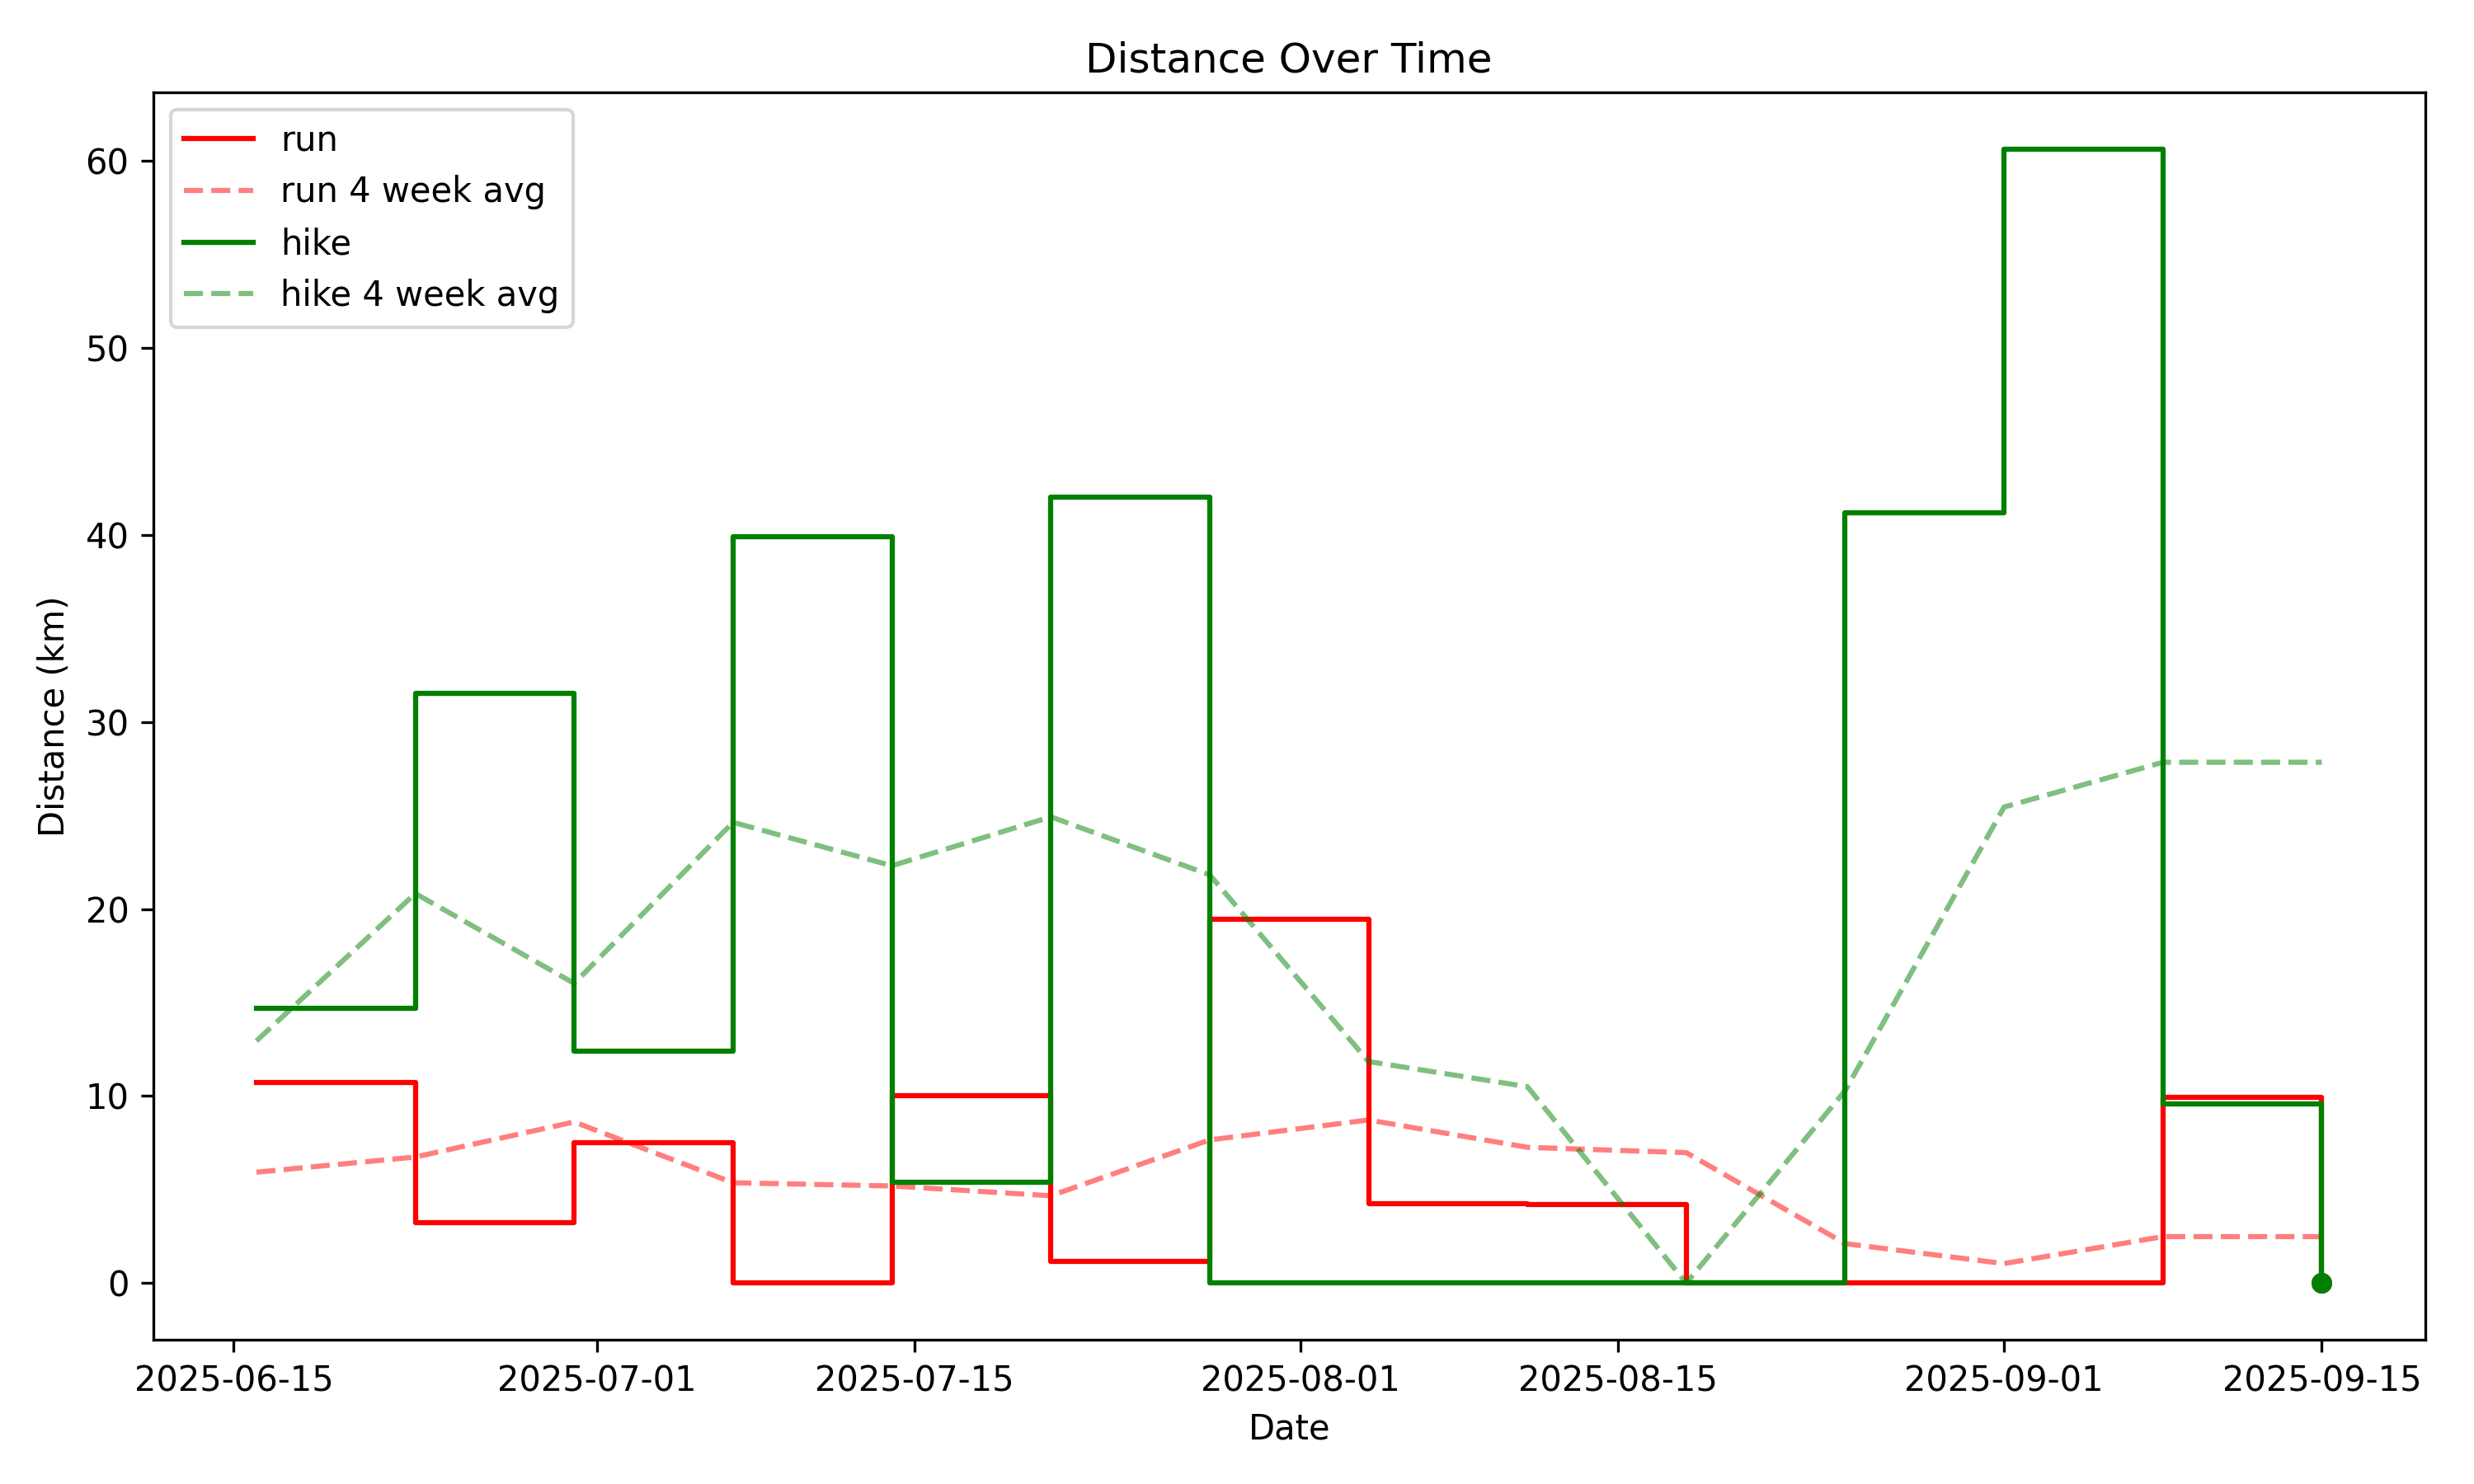 Distance Over Time
run
run 4 week avg
hike
hike 4 week avg
60
50
40
30
20
10
0
Distance (km)
2025-06-15
2025-07-01
2025-07-15
2025-08-01
2025-08-15
2025-09-01
2025-09-15
Date